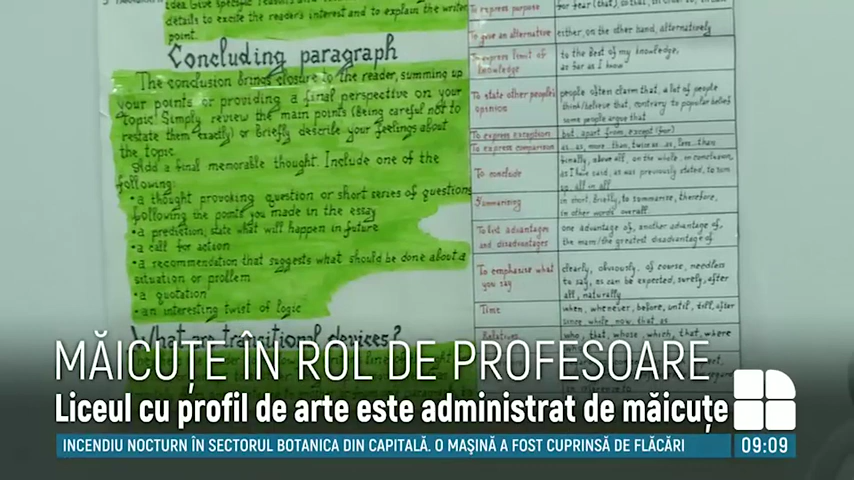 idea Give specific reasons and
details to excite the reader's interest and to explain the writer
point.
Concluding paragraph
The conclusion brings closure to the reader, summing up
your points or providing a final perspective on your
topic! Simply review the main points (Being careful not to
restate them exactly) or briefly describe your feelings about
the topic.
Add a final memorable thought. Include one of the
following:
• a thought provoking question or short series of questions
following the points you made in the essay
• a prediction; state what will happen in future
• a call for action
• a recommendation that suggests what should be done about a
situation or problem
• a quotation
• an interesting twist of logic
What are transitional devices?
To express purpose
To give an alternative either, on the other hand, alternatively
To express limit of knowledge
to the Best of my knowledge,
as far as I know
To state other people's opinion
people often claim that, a lot of people
think/believe that, contrary to popular belief
some people argue that
To express exception but, apart from, except (for)
To express comparison as..as, more than, twice as..as, less...than
To conclude
finally, above all, on the whole, in conclusion,
as I have said, as was previously stated, to sum
up, all in all
Summarizing
in short, briefly, to summarise, therefore,
in other words overall.
To list advantages and disadvantages
one advantage of, another advantage of,
the main/the greatest disadvantage of
To emphasise what you say
clearly, obviously, of course, needless
to say, as can be expected, surely, after
all, naturally
Time
when, whenever, before, until, till, after
since, while, now, that, as
Relatives who, that, whose, which, that, where
MĂICUȚE ÎN ROL DE PROFESOARE
Liceul cu profil de arte este administrat de măicuțe
INCENDIU NOCTURN ÎN SECTORUL BOTANICA DIN CAPITALĂ. O MAȘINĂ A FOST CUPRINSĂ DE FLĂCĂRI
09:09